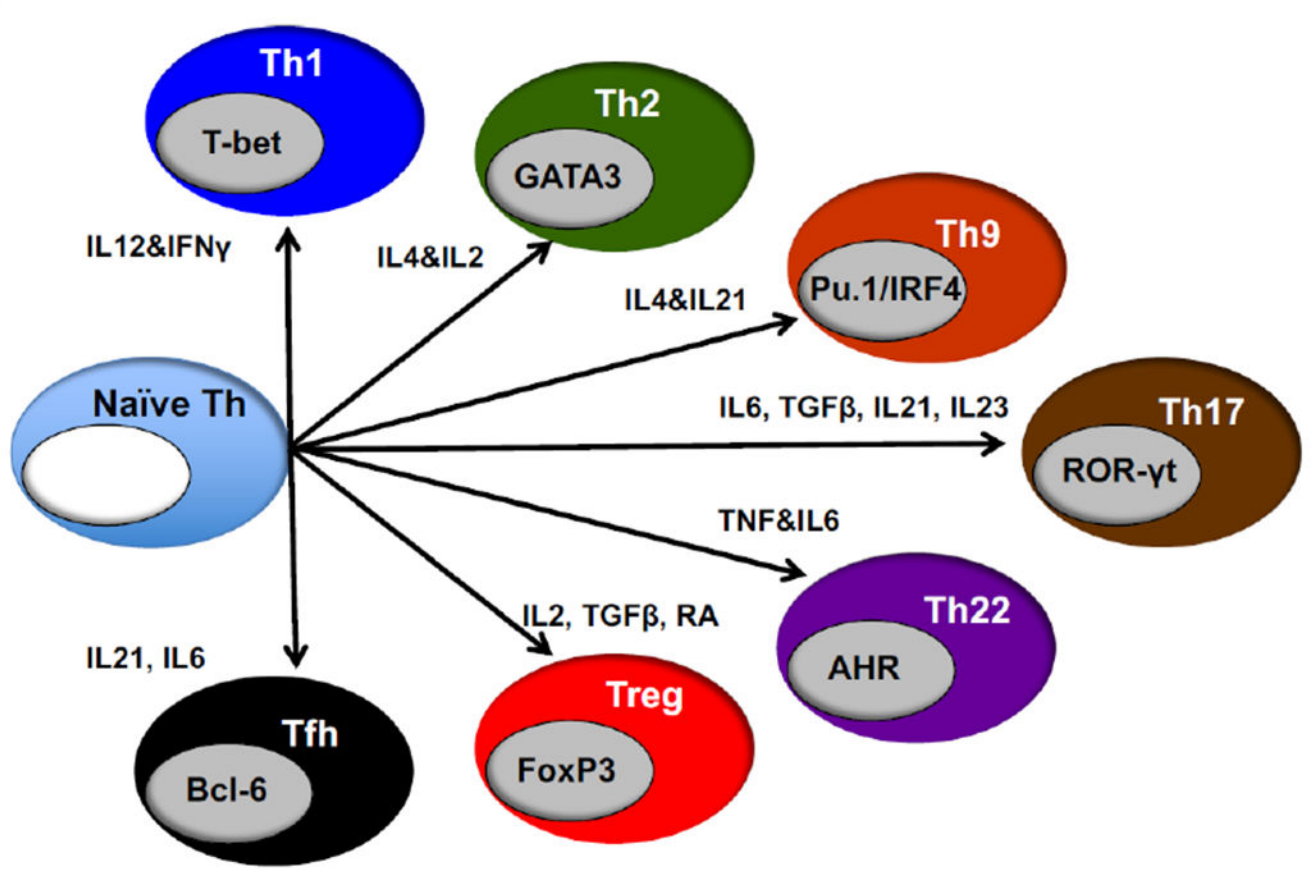 Th1
T-bet
Th2
GATA3
IL12&IFNγ
IL4&IL2
Th9
Pu.1/IRF4
IL4&IL21
Naïve Th
IL6, TGFβ, IL21, IL23
Th17
ROR-γt
TNF&IL6
IL2, TGFβ, RA
Th22
AHR
IL21, IL6
Treg
FoxP3
Tfh
Bcl-6